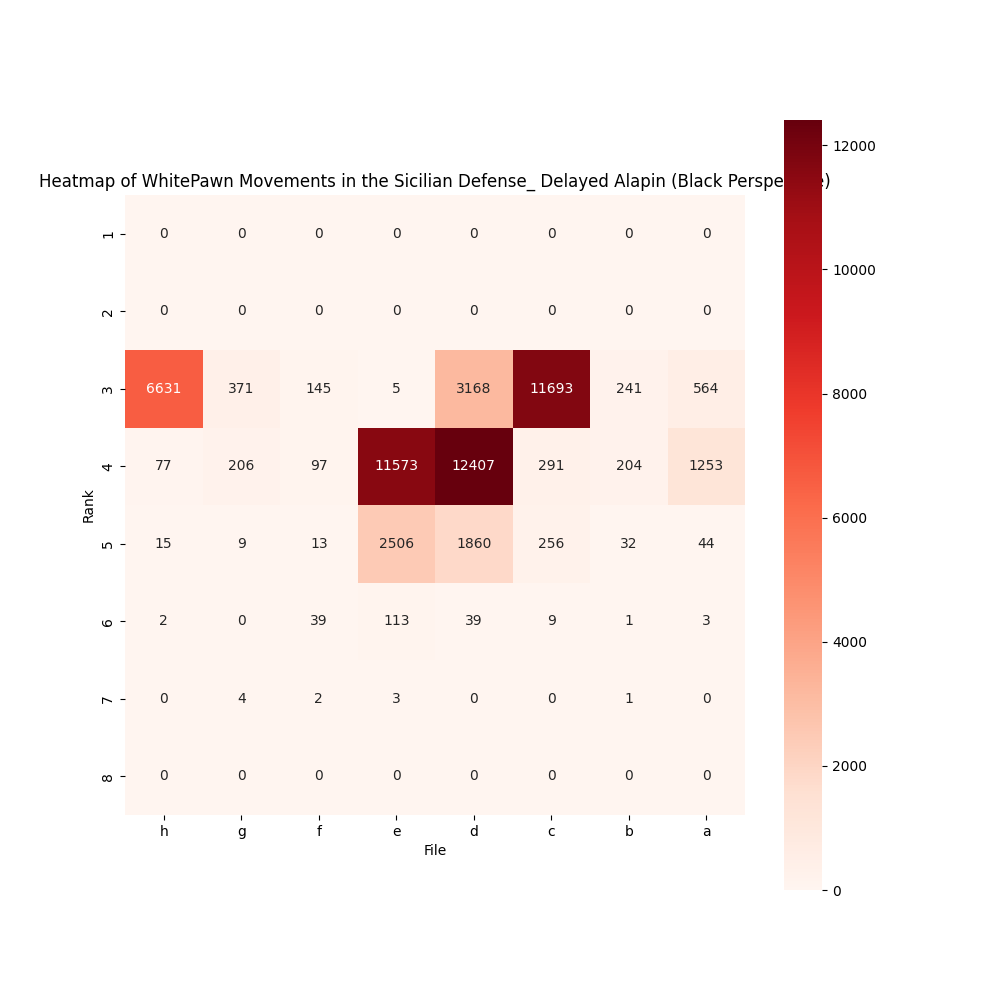 Heatmap of WhitePawn Movements in the Sicilian Defense_ Delayed Alapin (Black Perspe e)
12000
10000
8000
6000
4000
2000
0
Rank
1 0 0 0 0 0 0 0 0
2 0 0 0 0 0 0 0 0
3 6631 371 145 5 3168 11693 241 564
4 77 206 97 11573 12407 291 204 1253
5 15 9 13 2506 1860 256 32 44
6 2 0 39 113 39 9 1 3
7 0 4 2 3 0 0 1 0
8 0 0 0 0 0 0 0 0
h g f e d c b a
File